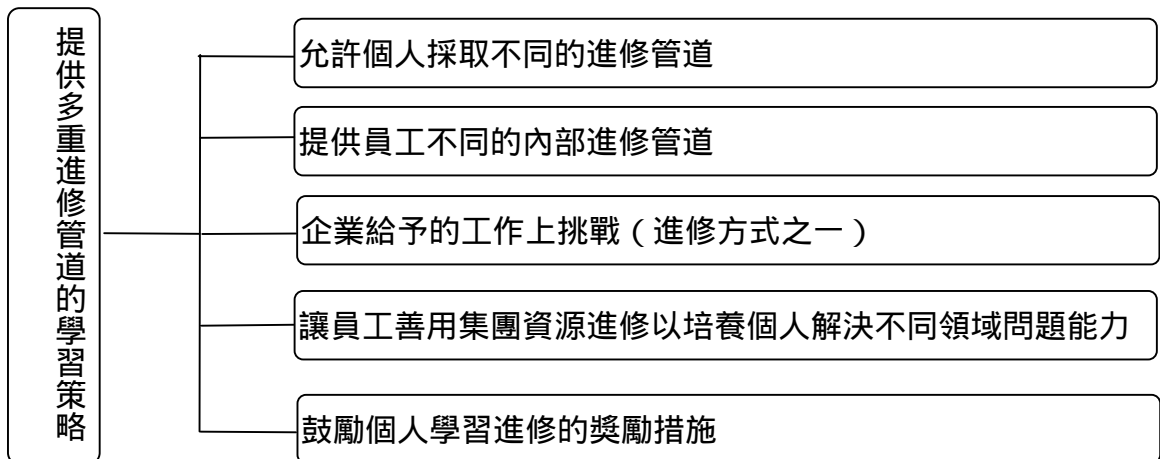 提供多重進修管道的學習策略
允許個人採取不同的進修管道
提供員工不同的內部進修管道
企業給予的工作上挑戰（進修方式之一）
讓員工善用集團資源進修以培養個人解決不同領域問題能力
鼓勵個人學習進修的獎勵措施